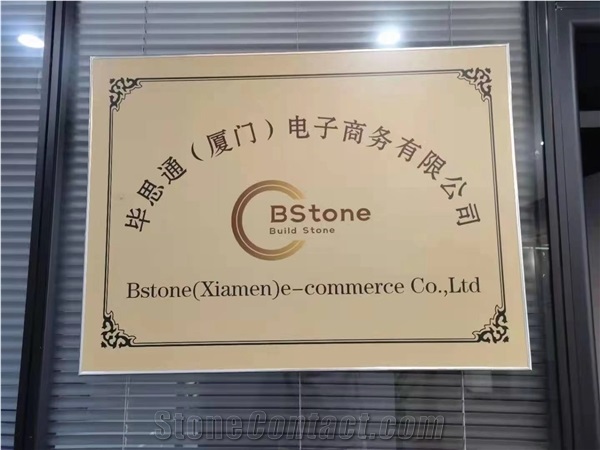 毕思通（厦门）电子商务有限公司
BStone
Build Stone
Bstone(Xiamen)e-commerce Co.,Ltd
StoneContact.com